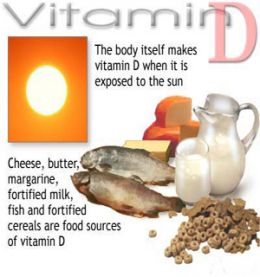 Vitamin D
The body itself makes
vitamin D when it is
exposed to the sun
Cheese, butter,
margarine,
fortified milk,
fish and fortified
cereals are food sources
of vitamin D